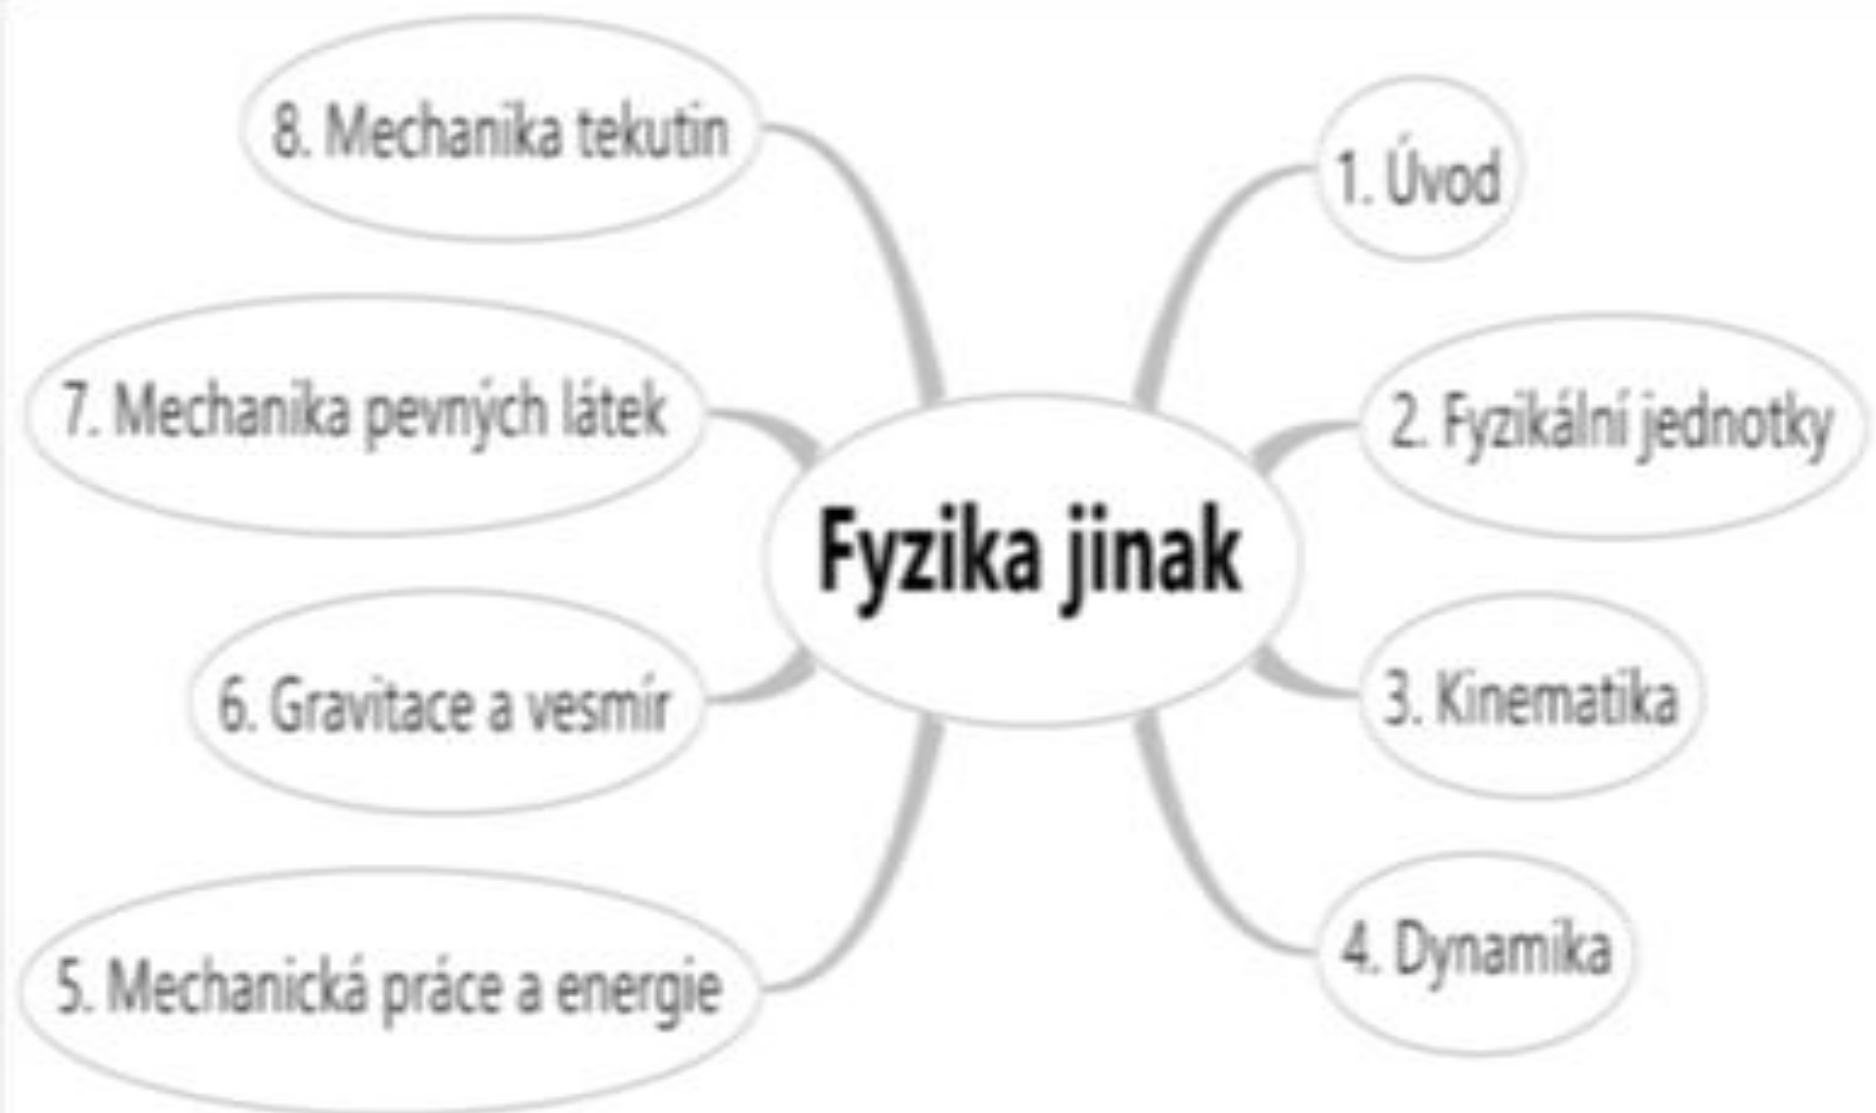 Fyzika jinak
1. Úvod
2. Fyzikální jednotky
3. Kinematika
4. Dynamika
5. Mechanická práce a energie
6. Gravitace a vesmír
7. Mechanika pevných látek
8. Mechanika tekutin